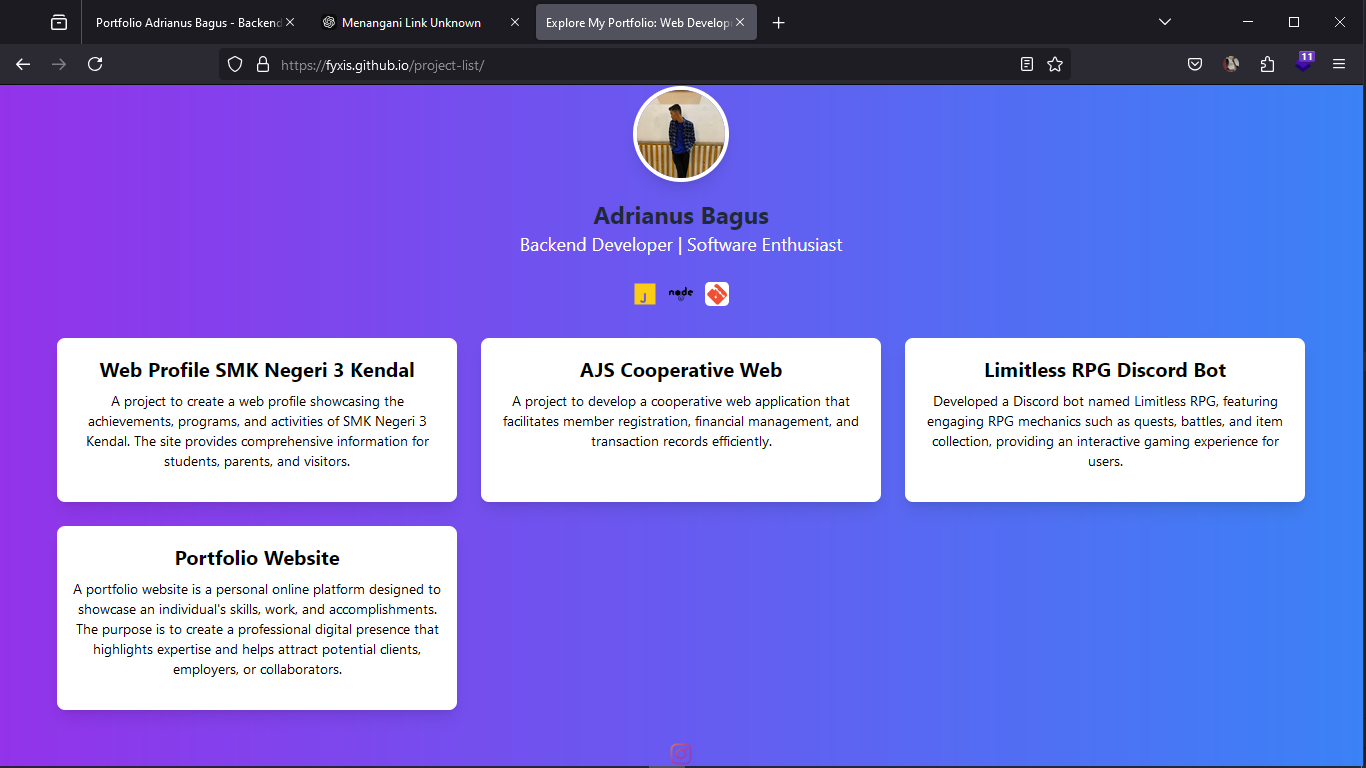 Portfolio Adrianus Bagus - Backend
Menangani Link Unknown
Explore My Portfolio: Web Develop
https://fyxis.github.io/project-list/
11
Adrianus Bagus
Backend Developer | Software Enthusiast
J
node
Web Profile SMK Negeri 3 Kendal
A project to create a web profile showcasing the
achievements, programs, and activities of SMK Negeri 3
Kendal. The site provides comprehensive information for
students, parents, and visitors.
AJS Cooperative Web
A project to develop a cooperative web application that
facilitates member registration, financial management, and
transaction records efficiently.
Limitless RPG Discord Bot
Developed a Discord bot named Limitless RPG, featuring
engaging RPG mechanics such as quests, battles, and item
collection, providing an interactive gaming experience for
users.
Portfolio Website
A portfolio website is a personal online platform designed to
showcase an individual's skills, work, and accomplishments.
The purpose is to create a professional digital presence that
highlights expertise and helps attract potential clients,
employers, or collaborators.